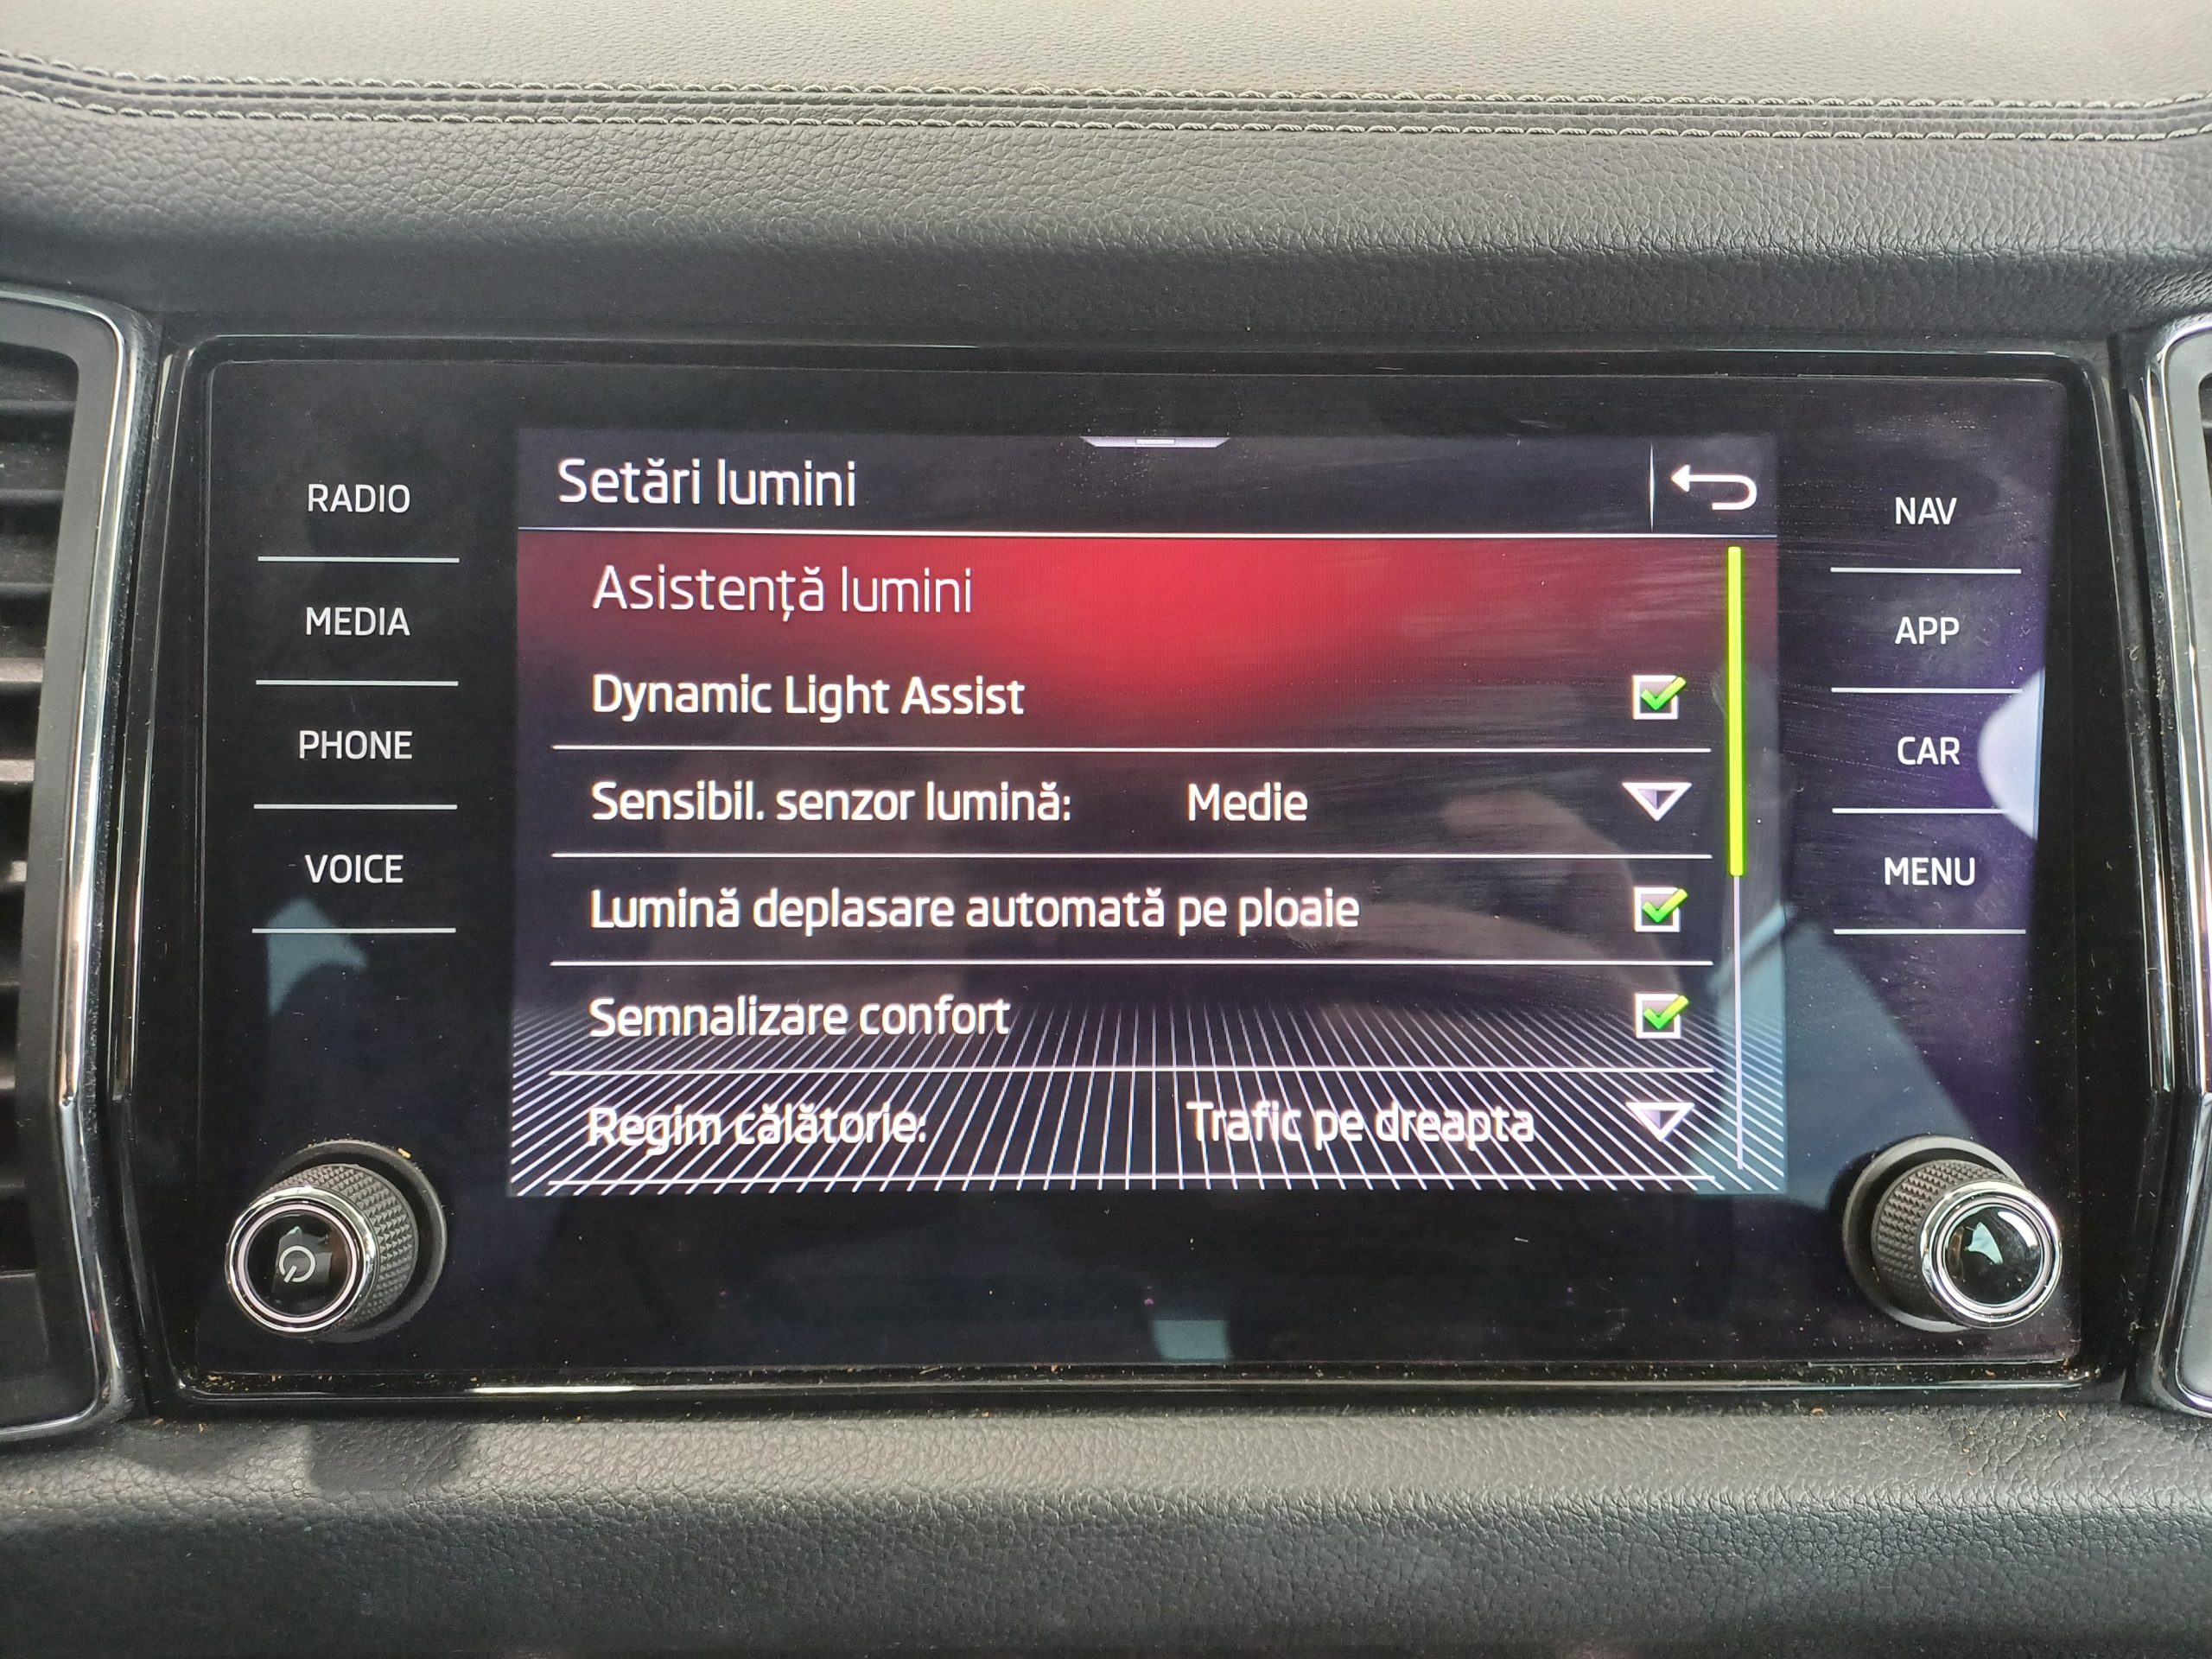 Setări lumini
Asistență lumini
Dynamic Light Assist
Sensibil. senzor lumină: Medie
Lumină deplasare automată pe ploaie
Semnalizare confort
Regim călătorie: Trafic pe dreapta
RADIO
MEDIA
PHONE
VOICE
NAV
APP
CAR
MENU